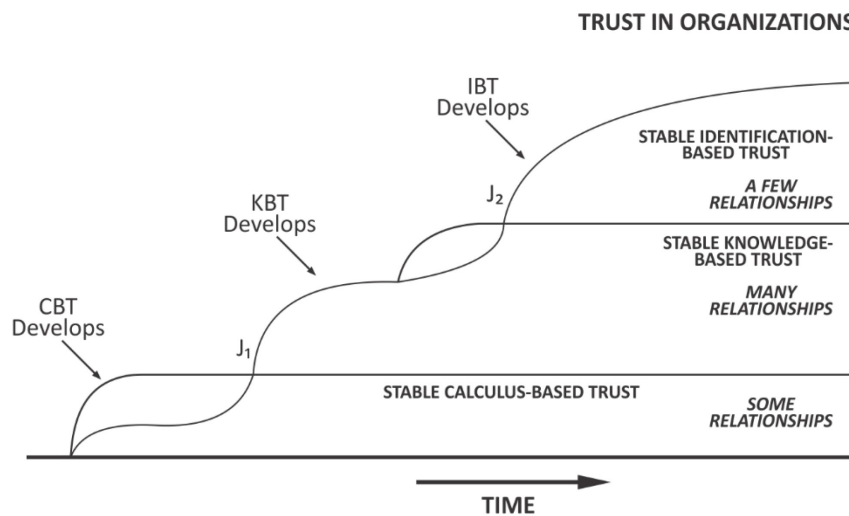 TRUST IN ORGANIZATIONS
IBT
Develops
STABLE IDENTIFICATION-
BASED TRUST
A FEW
RELATIONSHIPS
J₂
KBT
Develops
STABLE KNOWLEDGE-
BASED TRUST
MANY
RELATIONSHIPS
CBT
Develops
J₁
STABLE CALCULUS-BASED TRUST
SOME
RELATIONSHIPS
TIME